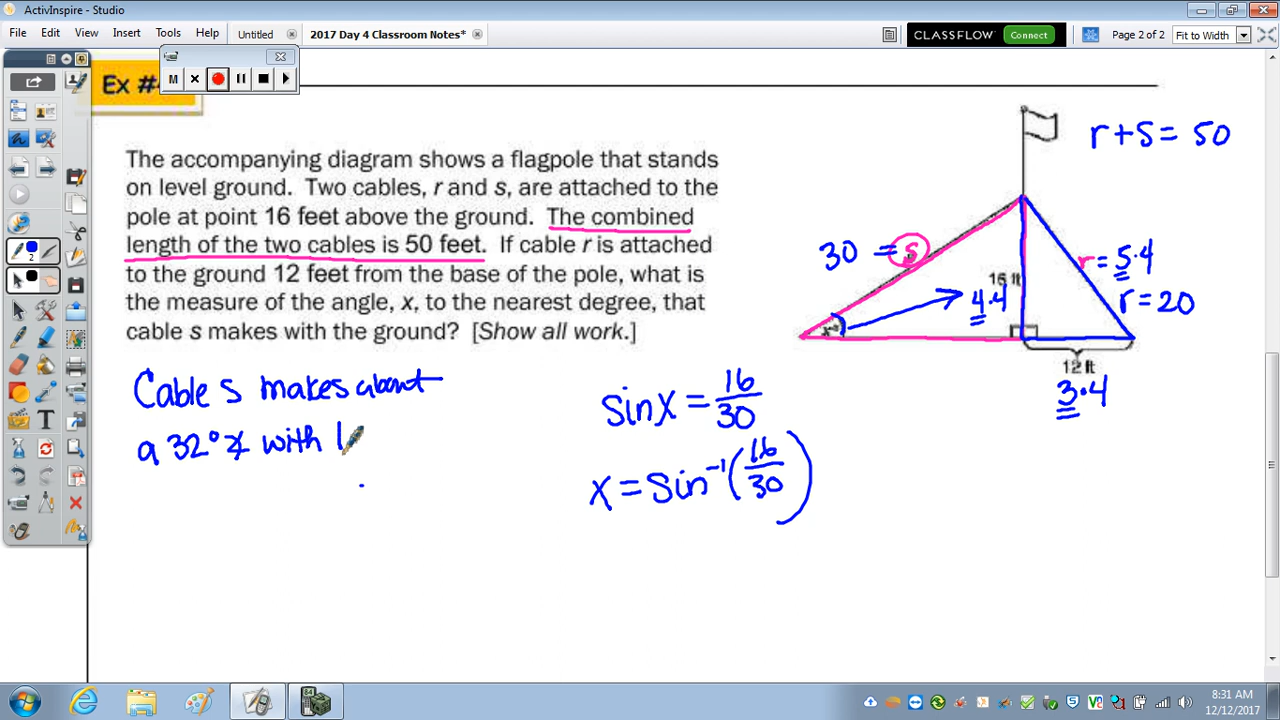 ActivInspire - Studio
File Edit View Insert Tools Help
Untitled
2017 Day 4 Classroom Notes*
CLASSFLOW Connect
Page 2 of 2
Fit to Width
M
Ex #
The accompanying diagram shows a flagpole that stands
on level ground. Two cables, r and s, are attached to the
pole at point 16 feet above the ground. The combined
length of the two cables is 50 feet. If cable r is attached
to the ground 12 feet from the base of the pole, what is
the measure of the angle, x, to the nearest degree, that
cable s makes with the ground? [Show all work.]
r+s= 50
30 = s
16 ft
4·4
r = 5·4
r = 20
x°
12 ft
3·4
Cable s makes about
a 32° ∡ with
sinx = 16/30
x = sin⁻¹(16/30)
2
8:31 AM
12/12/2017